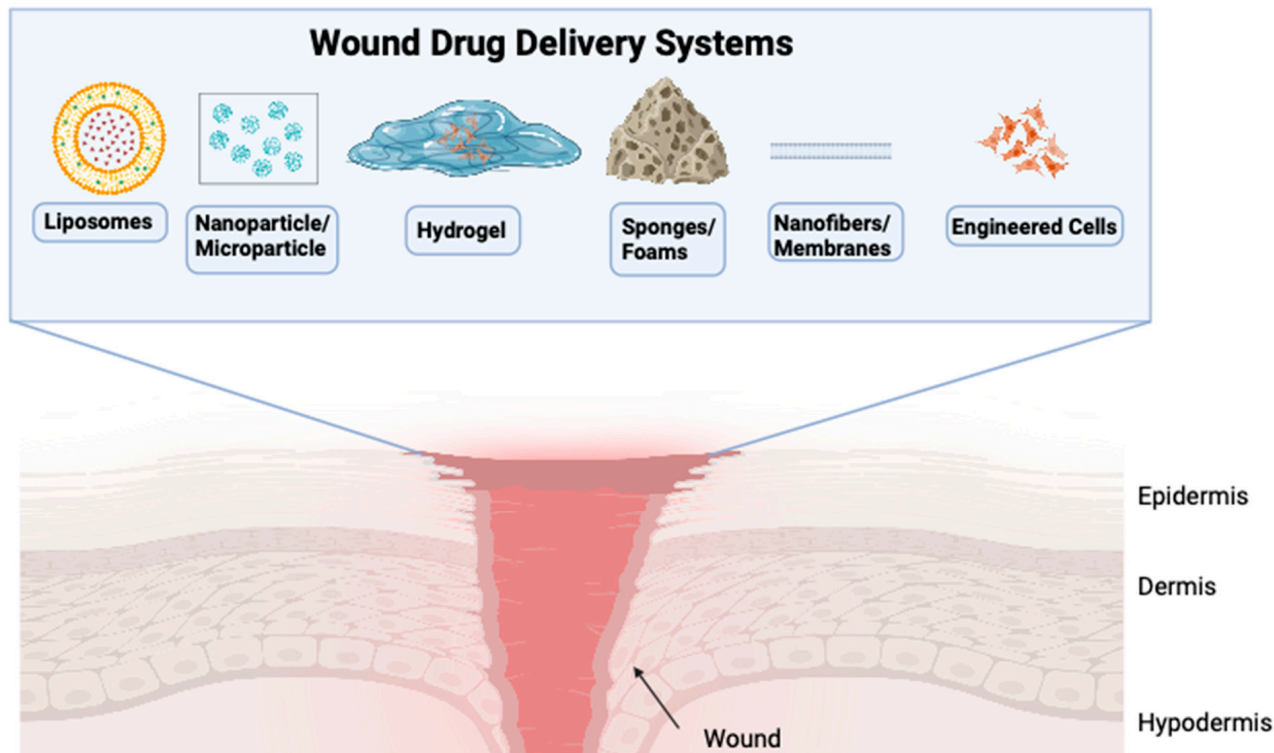 Wound Drug Delivery Systems
Liposomes
Nanoparticle/
Microparticle
Hydrogel
Sponges/
Foams
Nanofibers/
Membranes
Engineered Cells
Epidermis
Dermis
Hypodermis
Wound